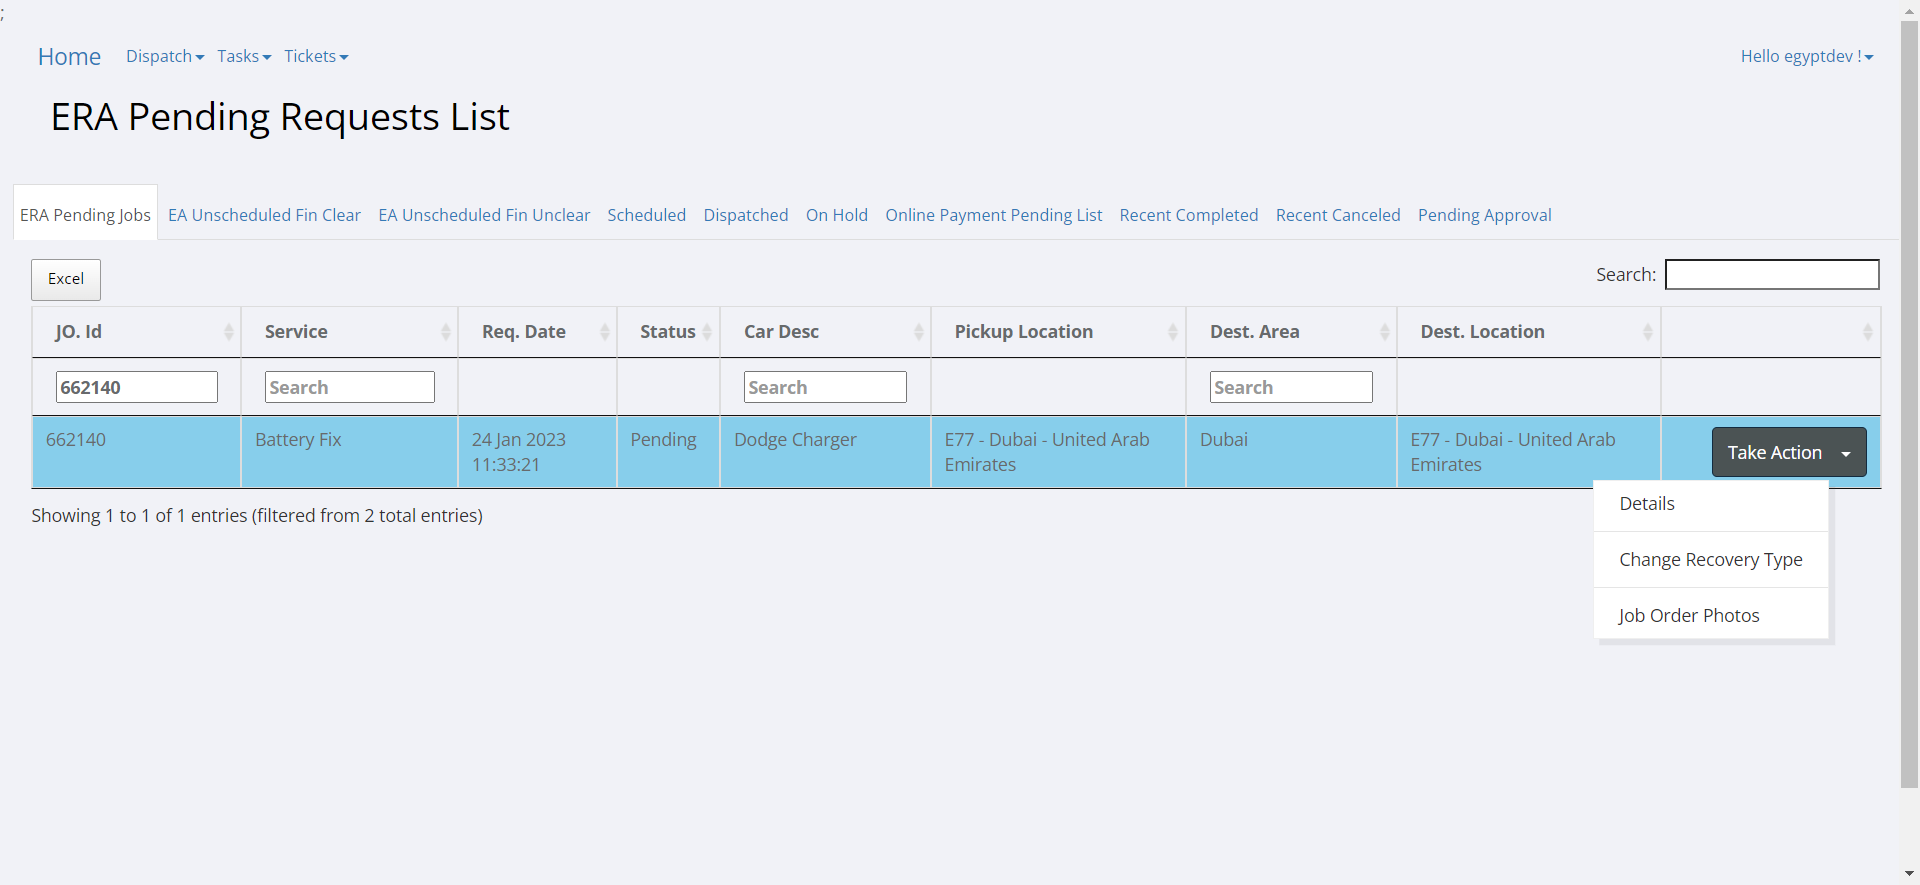 ;
Home Dispatch Tasks Tickets Hello egyptdev !
ERA Pending Requests List
ERA Pending Jobs EA Unscheduled Fin Clear EA Unscheduled Fin Unclear Scheduled Dispatched On Hold Online Payment Pending List Recent Completed Recent Canceled Pending Approval
Excel Search:
JO. Id Service Req. Date Status Car Desc Pickup Location Dest. Area Dest. Location
662140 Search Search Search
662140 Battery Fix 24 Jan 2023 Pending Dodge Charger E77 - Dubai - United Arab Dubai E77 - Dubai - United Arab Take Action
11:33:21 Emirates Emirates
Details
Showing 1 to 1 of 1 entries (filtered from 2 total entries)
Change Recovery Type
Job Order Photos